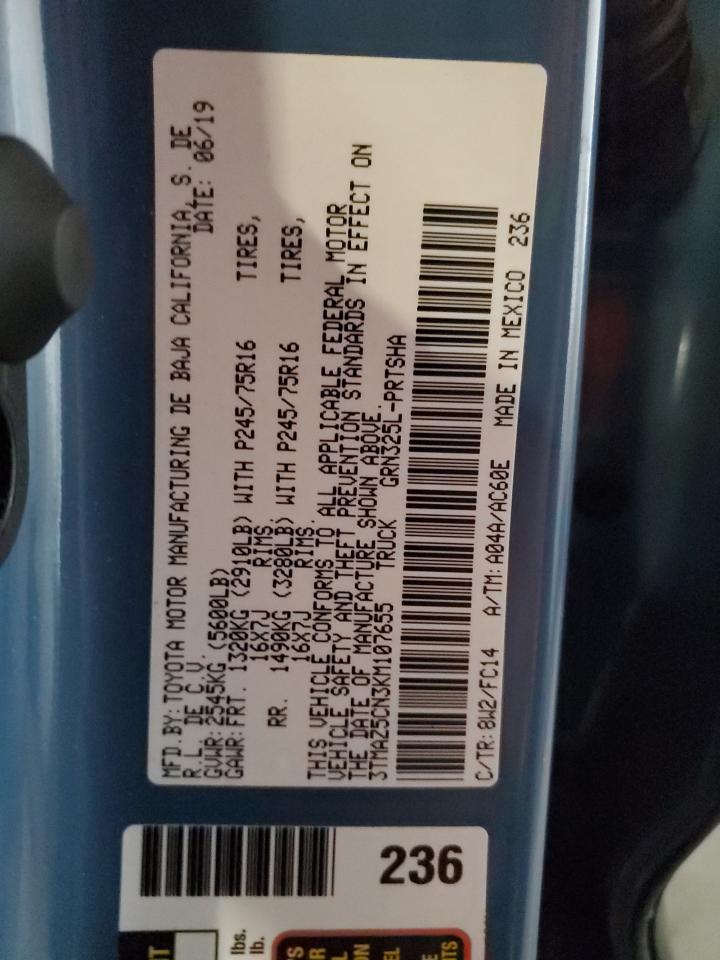 MFD.BY: TOYOTA MOTOR MANUFACTURING DE BAJA CALIFORNIA, S. DE
R.L. DE C.V. DATE: 06/19
GVWR: 2545KG (5600LB)
GAWR: FRT. 1320KG (2910LB) WITH P245/75R16 TIRES,
16X7J RIMS.
RR. 1490KG (3280LB) WITH P245/75R16 TIRES,
16X7J RIMS.
THIS VEHICLE CONFORMS TO ALL APPLICABLE FEDERAL MOTOR
VEHICLE SAFETY AND THEFT PREVENTION STANDARDS IN EFFECT ON
THE DATE OF MANUFACTURE SHOWN ABOVE.
3TMAZ5CN3KM107655 TRUCK GRN325L-PRTSHA
C/TR: 8W2/FC14 A/TM: A04A/AC60E MADE IN MEXICO 236
236
lbs.
lb.